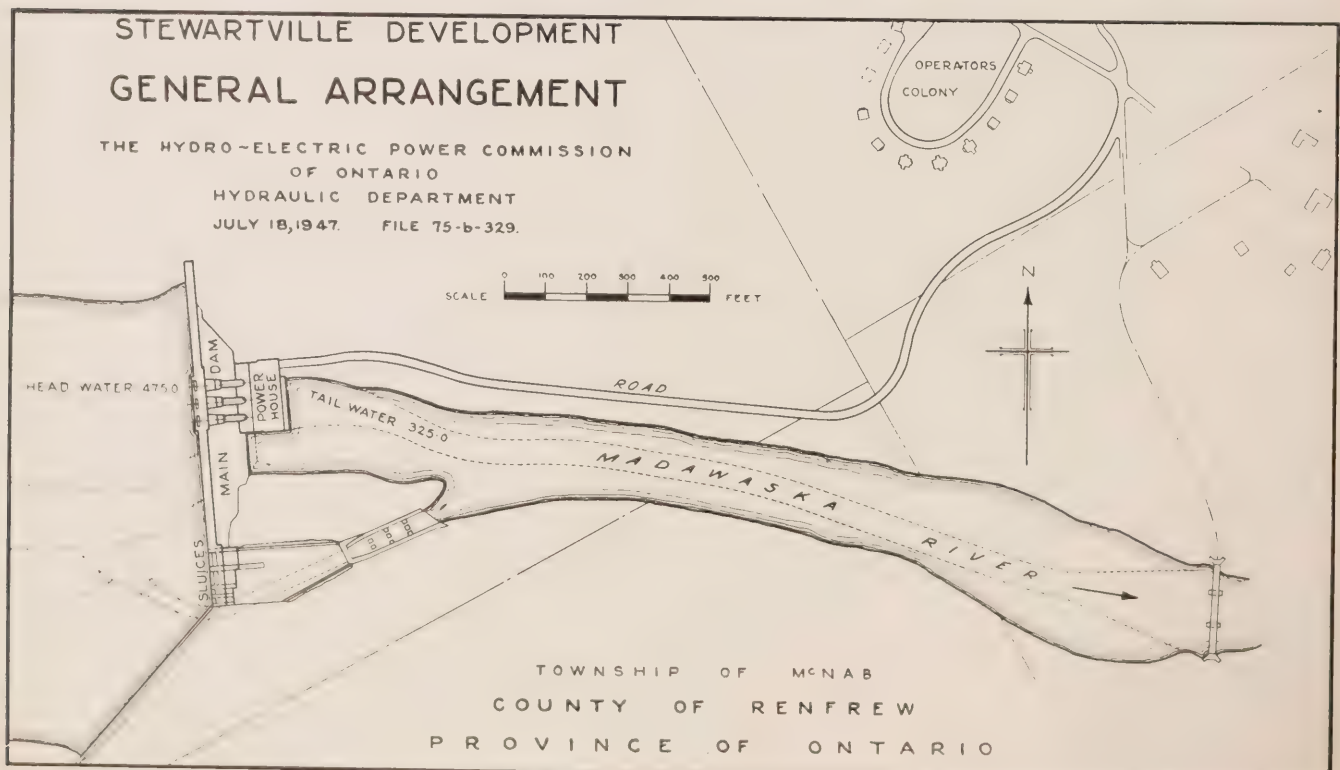 STEWARTVILLE DEVELOPMENT
GENERAL ARRANGEMENT
THE HYDRO-ELECTRIC POWER COMMISSION
OF ONTARIO
HYDRAULIC DEPARTMENT
JULY 18, 1947. FILE 75-b-329.
OPERATORS
COLONY
SCALE 0 100 200 300 400 500 FEET
N
HEAD WATER 475.0
MAIN DAM
POWER
HOUSE
ROAD
TAIL WATER 325.0
MADAWASKA RIVER
SLUICES
TOWNSHIP OF McNAB
COUNTY OF RENFREW
PROVINCE OF ONTARIO